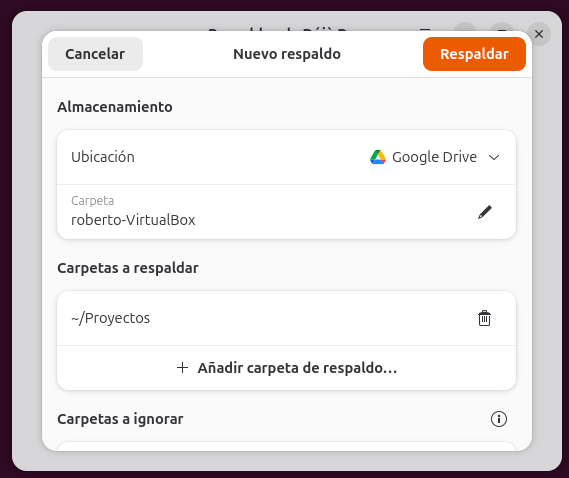 Cancelar
Nuevo respaldo
Respaldar
Almacenamiento
Ubicación
Google Drive
Carpeta
roberto-VirtualBox
Carpetas a respaldar
~/Proyectos
Añadir carpeta de respaldo...
Carpetas a ignorar